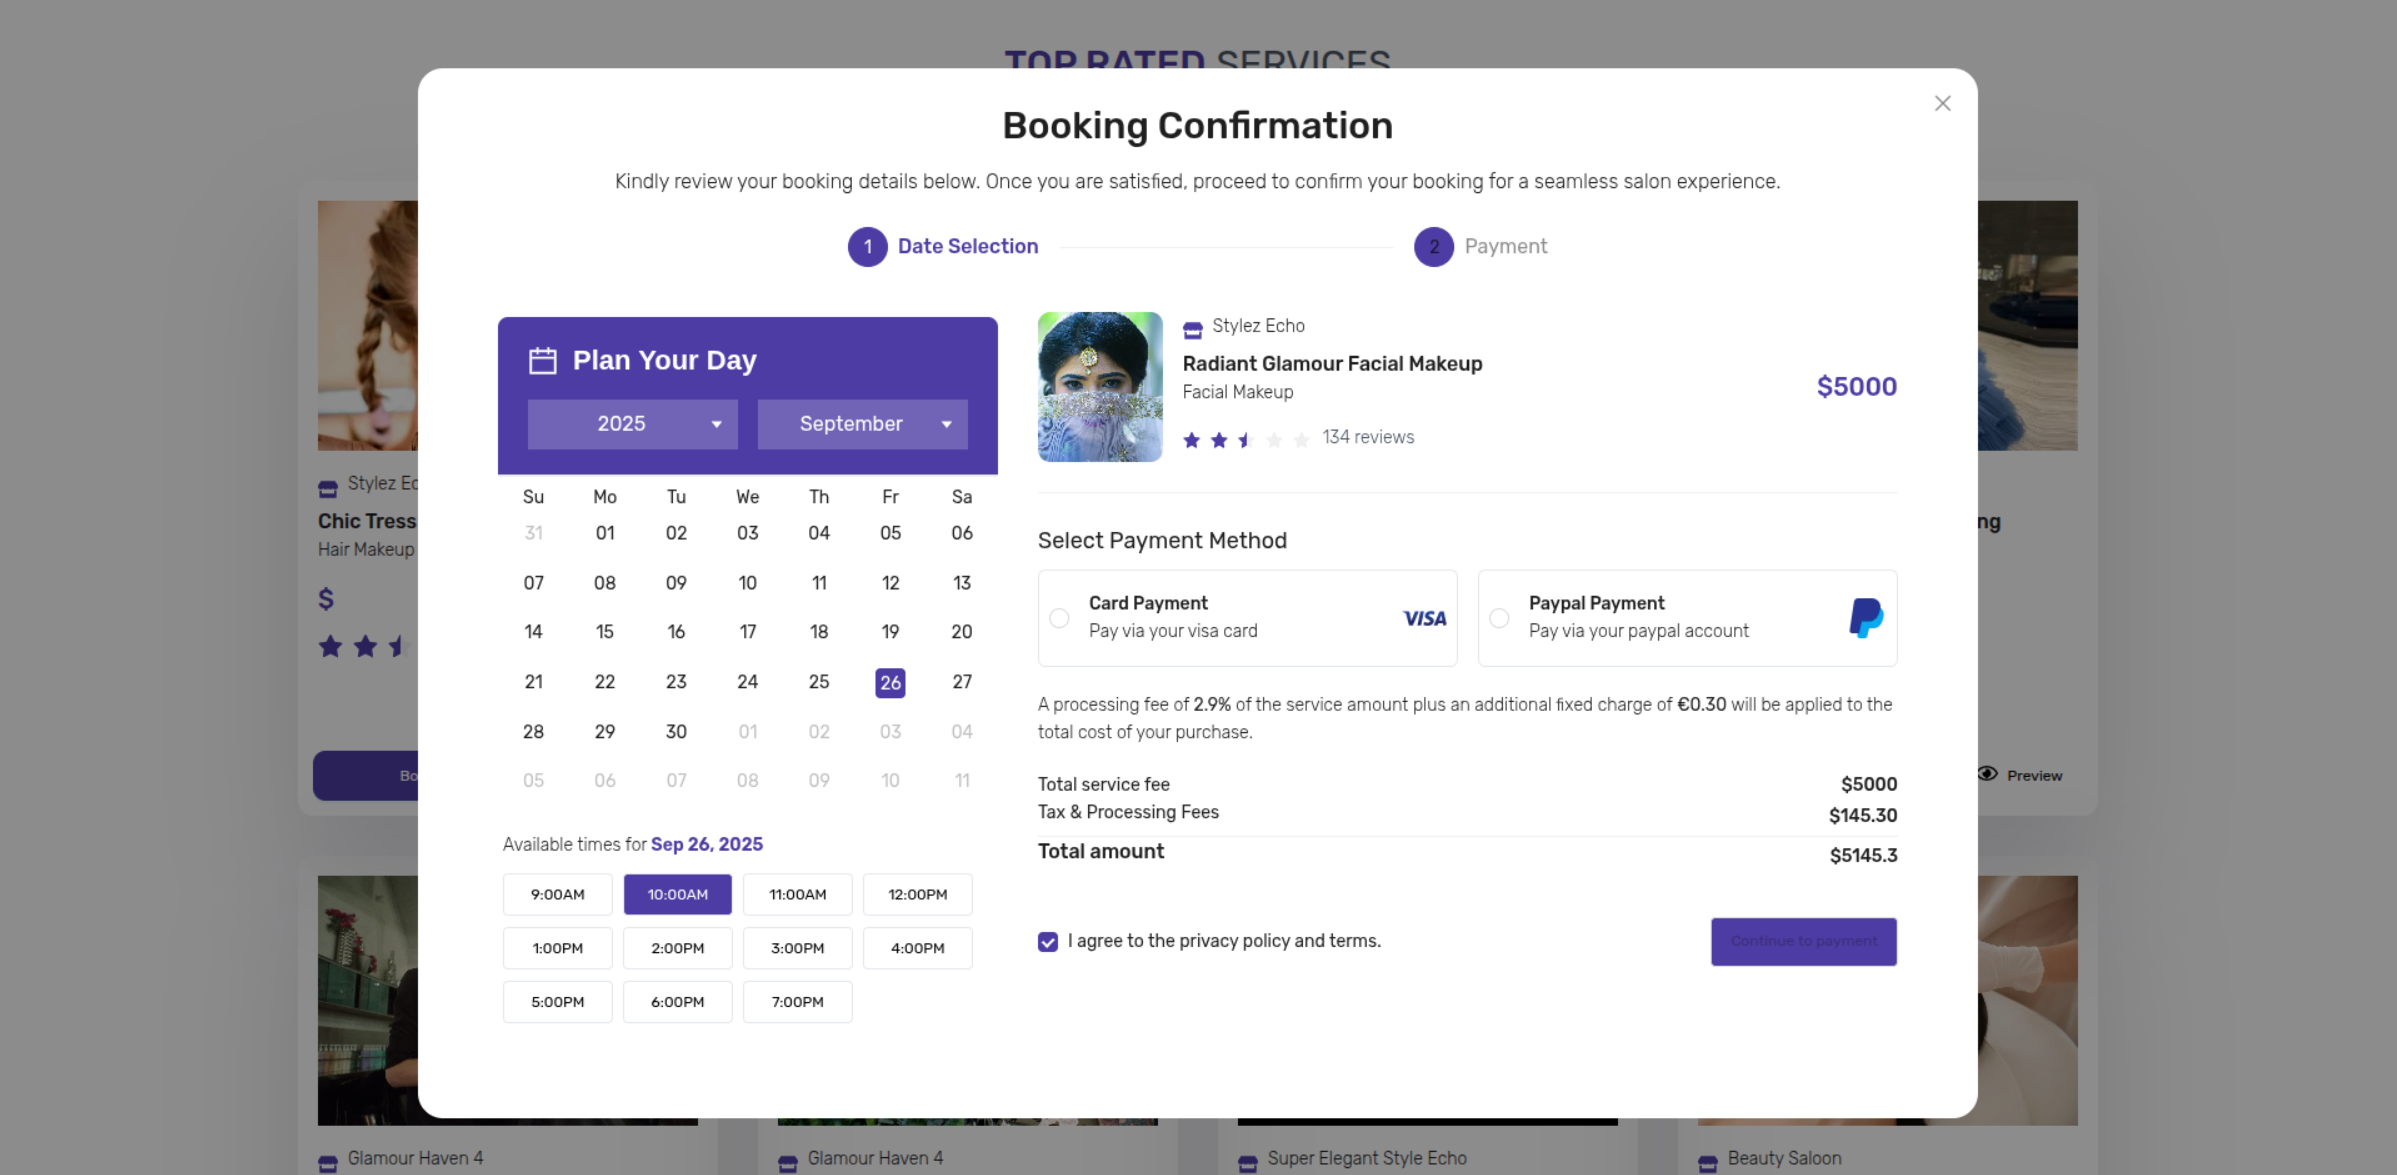 TOP RATED SERVICES
Booking Confirmation
Kindly review your booking details below. Once you are satisfied, proceed to confirm your booking for a seamless salon experience.
1 Date Selection 2 Payment
Plan Your Day
2025 September
Su Mo Tu We Th Fr Sa
31 01 02 03 04 05 06
07 08 09 10 11 12 13
14 15 16 17 18 19 20
21 22 23 24 25 26 27
28 29 30 01 02 03 04
05 06 07 08 09 10 11
Available times for Sep 26, 2025
9:00AM 10:00AM 11:00AM 12:00PM
1:00PM 2:00PM 3:00PM 4:00PM
5:00PM 6:00PM 7:00PM
Stylez Echo
Radiant Glamour Facial Makeup
Facial Makeup
$5000
134 reviews
Select Payment Method
Card Payment
Pay via your visa card
VISA
Paypal Payment
Pay via your paypal account
A processing fee of 2.9% of the service amount plus an additional fixed charge of €0.30 will be applied to the
total cost of your purchase.
Total service fee $5000
Tax & Processing Fees $145.30
Total amount $5145.3
I agree to the privacy policy and terms.
Continue to payment
Stylez Ec
Chic Tress
Hair Makeup
$
Bo
ng
Preview
Glamour Haven 4
Glamour Haven 4
Super Elegant Style Echo
Beauty Saloon